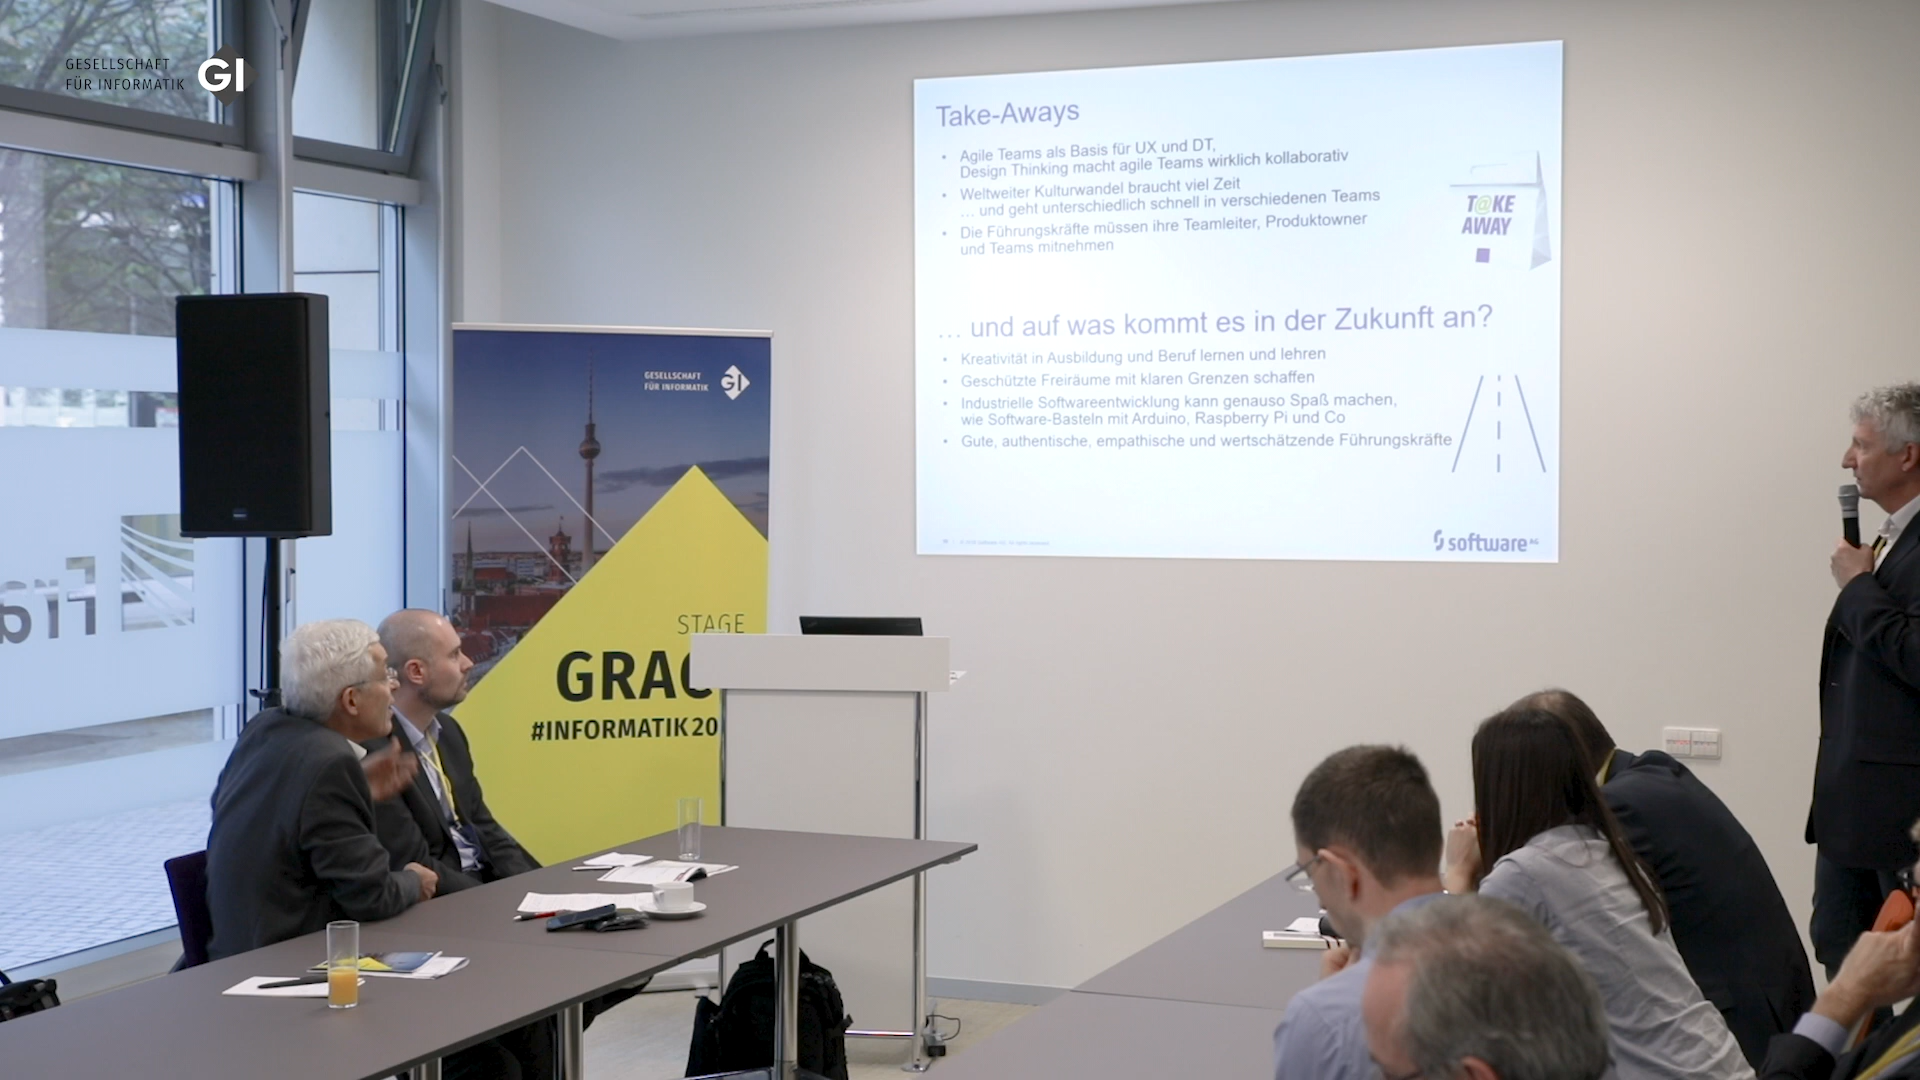 GESELLSCHAFT
FÜR INFORMATIK
GI
Take-Aways
• Agile Teams als Basis für UX und DT,
Design Thinking macht agile Teams wirklich kollaborativ
• Weltweiter Kulturwandel braucht viel Zeit
… und geht unterschiedlich schnell in verschiedenen Teams
• Die Führungskräfte müssen ihre Teamleiter, Produktowner
und Teams mitnehmen
T@KE
AWAY
… und auf was kommt es in der Zukunft an?
• Kreativität in Ausbildung und Beruf lernen und lehren
• Geschützte Freiräume mit klaren Grenzen schaffen
• Industrielle Softwareentwicklung kann genauso Spaß machen,
wie Software-Basteln mit Arduino, Raspberry Pi und Co
• Gute, authentische, empathische und wertschätzende Führungskräfte
software AG
GESELLSCHAFT
FÜR INFORMATIK
GI
STAGE
GRAC
#INFORMATIK20